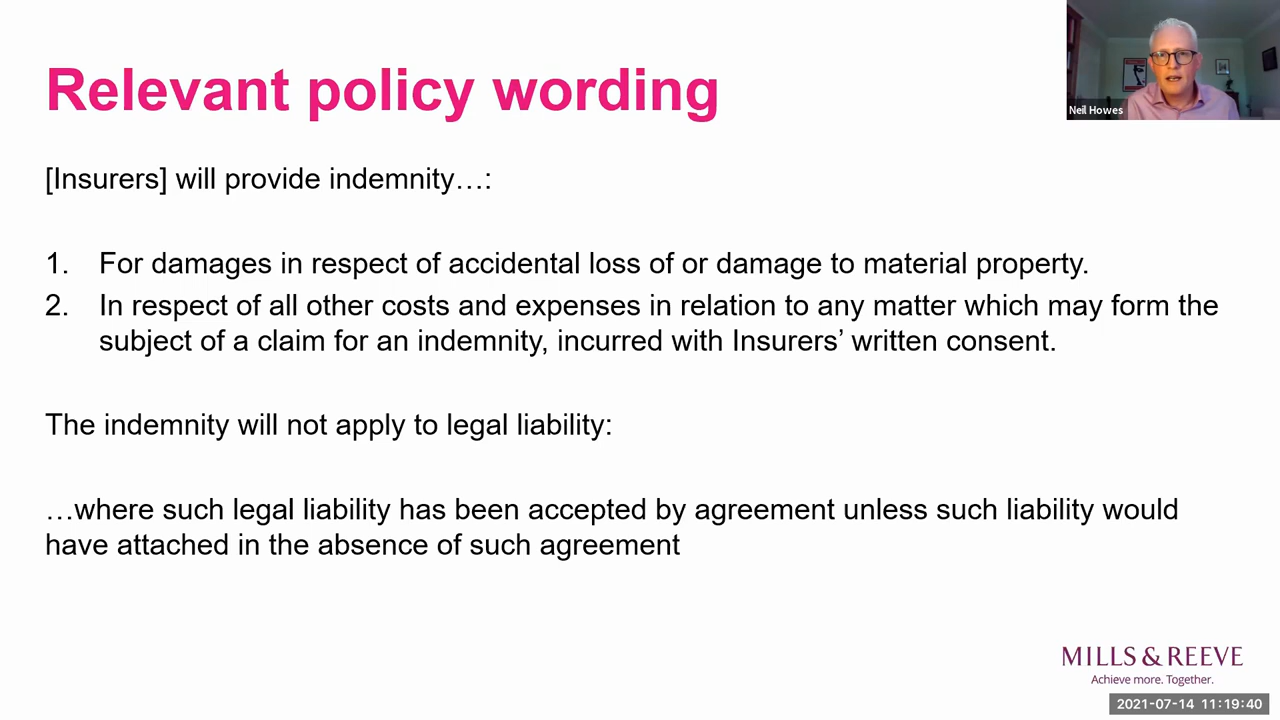 Relevant policy wording
Neil Howes
[Insurers] will provide indemnity…:
1. For damages in respect of accidental loss of or damage to material property.
2. In respect of all other costs and expenses in relation to any matter which may form the
subject of a claim for an indemnity, incurred with Insurers’ written consent.
The indemnity will not apply to legal liability:
…where such legal liability has been accepted by agreement unless such liability would
have attached in the absence of such agreement
MILLS & REEVE
Achieve more. Together.
2021-07-14 11:19:40